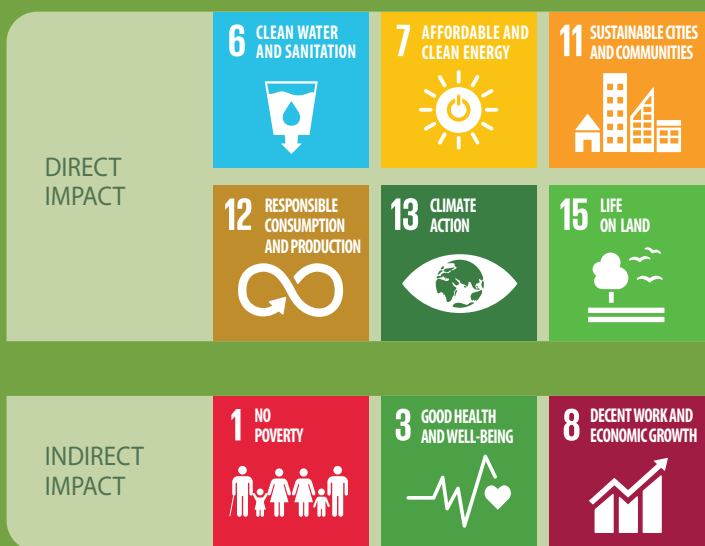 DIRECT
IMPACT
6 CLEAN WATER
AND SANITATION
7 AFFORDABLE AND
CLEAN ENERGY
11 SUSTAINABLE CITIES
AND COMMUNITIES
12 RESPONSIBLE
CONSUMPTION
AND PRODUCTION
13 CLIMATE
ACTION
15 LIFE
ON LAND
INDIRECT
IMPACT
1 NO
POVERTY
3 GOOD HEALTH
AND WELL-BEING
8 DECENT WORK AND
ECONOMIC GROWTH